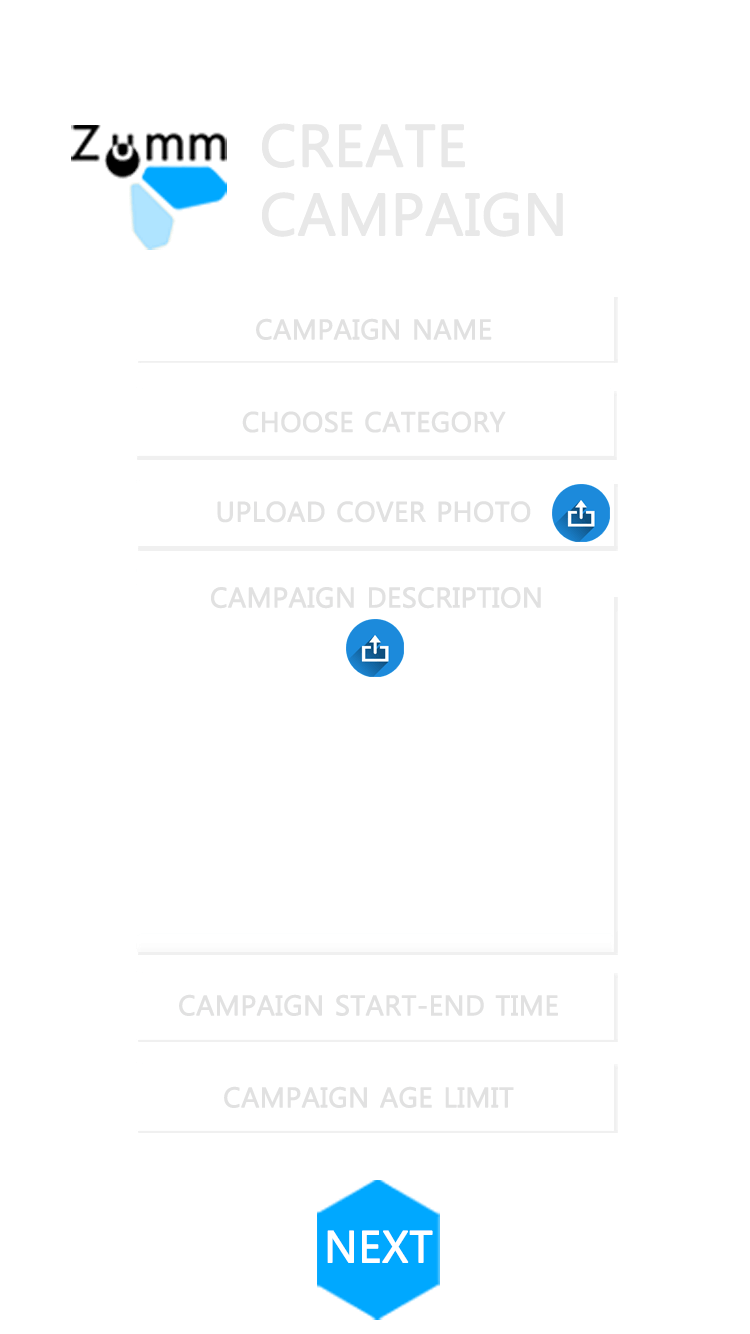 Zumm
CREATE
CAMPAIGN
CAMPAIGN NAME
CHOOSE CATEGORY
UPLOAD COVER PHOTO
CAMPAIGN DESCRIPTION
CAMPAIGN START-END TIME
CAMPAIGN AGE LIMIT
NEXT